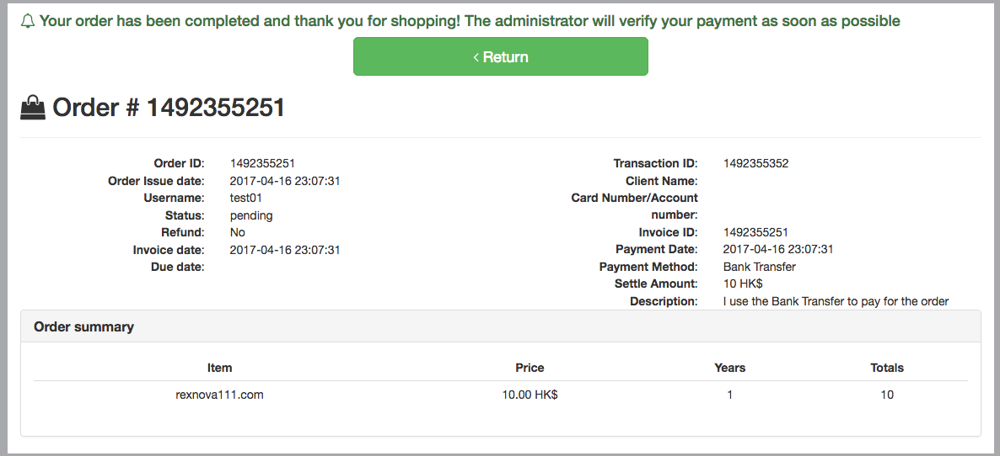 Your order has been completed and thank you for shopping! The administrator will verify your payment as soon as possible
< Return
Order # 1492355251
Order ID: 1492355251
Order Issue date: 2017-04-16 23:07:31
Username: test01
Status: pending
Refund: No
Invoice date: 2017-04-16 23:07:31
Due date:
Transaction ID: 1492355352
Client Name:
Card Number/Account
number:
Invoice ID: 1492355251
Payment Date: 2017-04-16 23:07:31
Payment Method: Bank Transfer
Settle Amount: 10 HK$
Description: I use the Bank Transfer to pay for the order
Order summary
Item Price Years Totals
rexnova111.com 10.00 HK$ 1 10